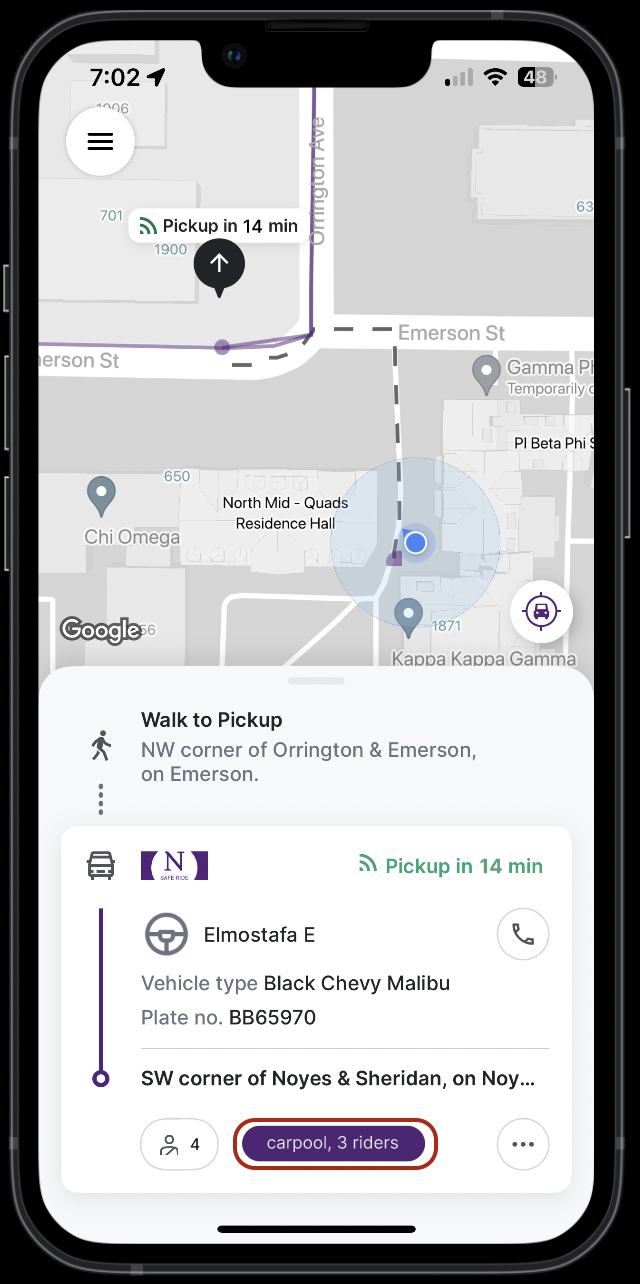 7:02
48
1906
Orrington Ave
701
63
Pickup in 14 min
1900
Emerson St
erson St
Gamma Ph
Temporarily c
PI Beta Phi S
650
North Mid - Quads
Residence Hall
Chi Omega
Google
56
1871
Kappa Kappa Gamma
Walk to Pickup
NW corner of Orrington & Emerson,
on Emerson.
N
SAFE RIDE
Pickup in 14 min
Elmostafa E
Vehicle type Black Chevy Malibu
Plate no. BB65970
SW corner of Noyes & Sheridan, on Noy...
4
carpool, 3 riders